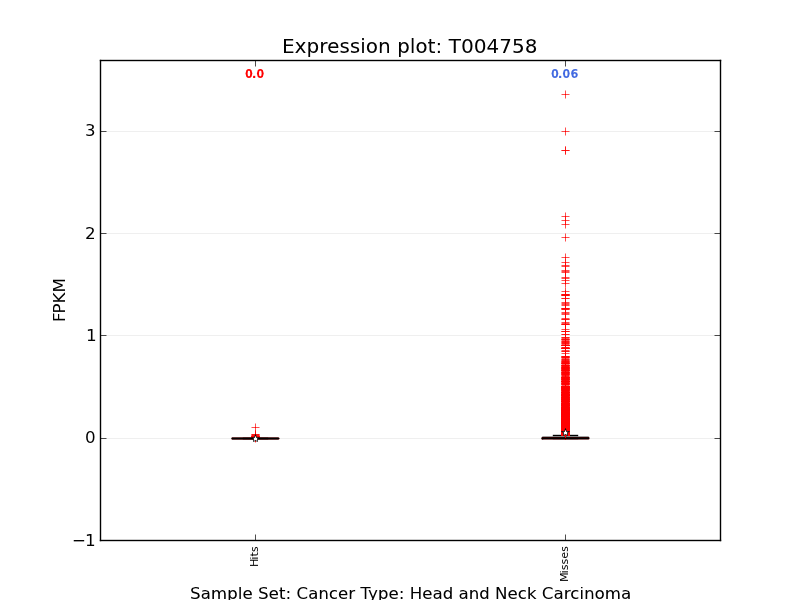 Expression plot: T004758
0.0
0.06
3
2
1
0
−1
FPKM
Hits
Misses
Sample Set: Cancer Type: Head and Neck Carcinoma